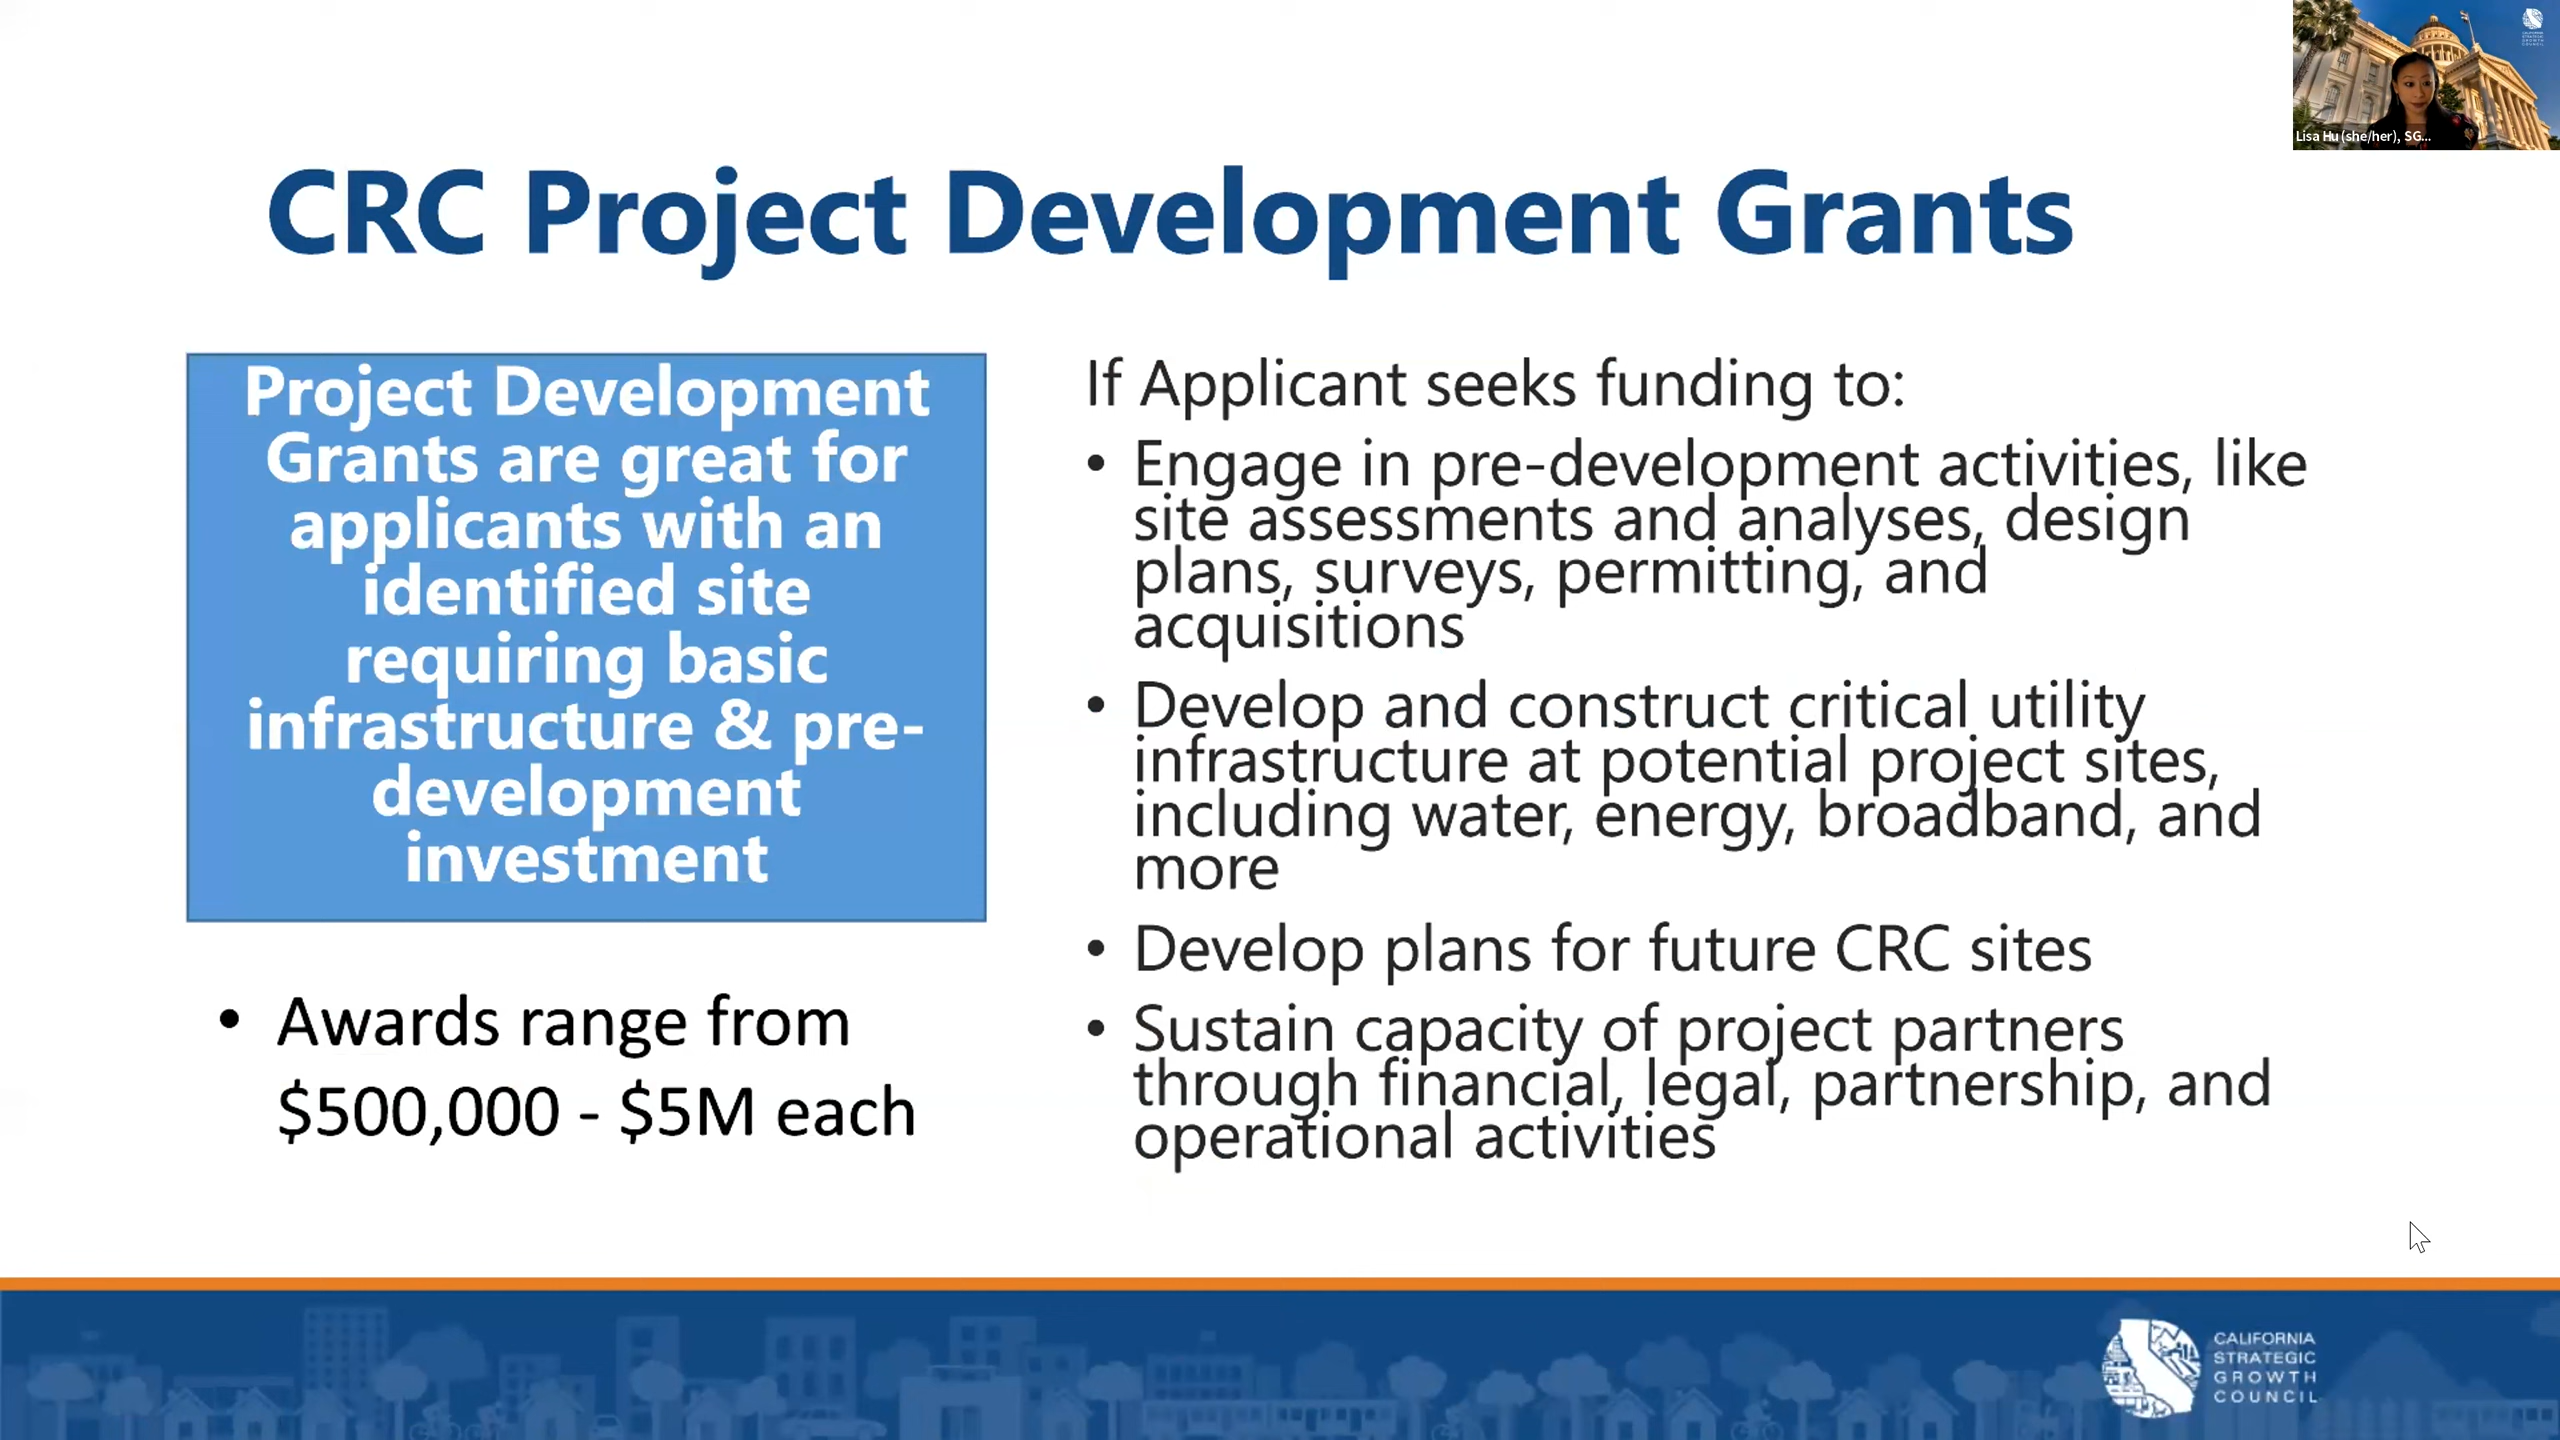 Lisa Hu (she/her), SG...
CRC Project Development Grants
Project Development
Grants are great for
applicants with an
identified site
requiring basic
infrastructure & pre-
development
investment
• Awards range from
$500,000 - $5M each
If Applicant seeks funding to:
• Engage in pre-development activities, like
site assessments and analyses, design
plans, surveys, permitting, and
acquisitions
• Develop and construct critical utility
infrastructure at potential project sites,
including water, energy, broadband, and
more
• Develop plans for future CRC sites
• Sustain capacity of project partners
through financial, legal, partnership, and
operational activities
CALIFORNIA
STRATEGIC
GROWTH
COUNCIL